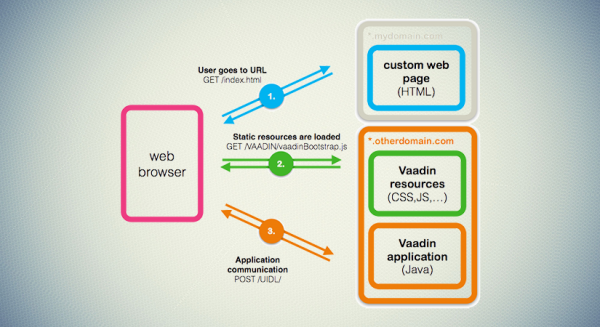 *.mydomain.com
User goes to URL
GET /index.html
1.
custom web
page
(HTML)
Static resources are loaded
GET /VAADIN/vaadinBootstrap.js
2.
*.otherdomain.com
web
browser
Vaadin
resources
(CSS,JS,...)
3.
Application
communication
POST /UIDL/
Vaadin
application
(Java)